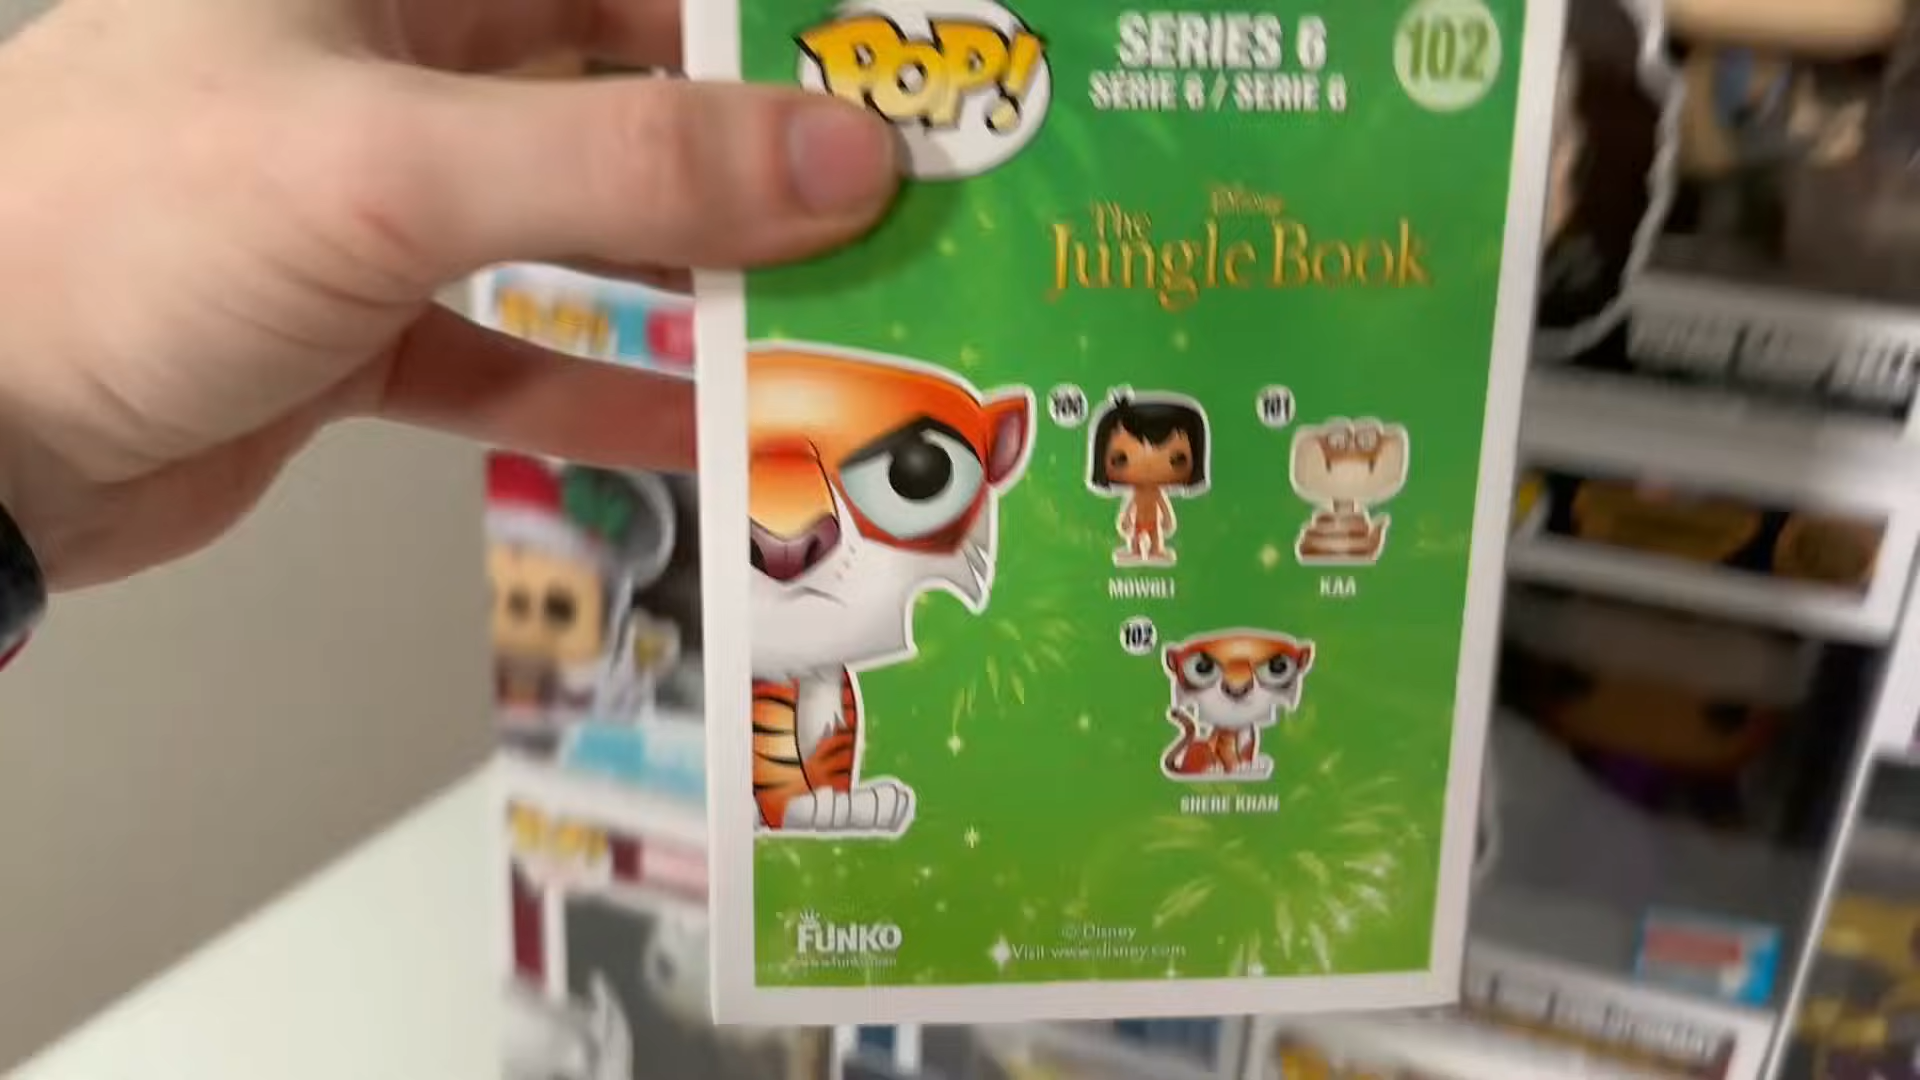 POP!
SERIES 6
SÉRIE 6 / SERIE 6
102
Disney
The
Jungle Book
100
101
MOWGLI
KAA
102
SHERE KHAN
FUNKO
© Disney
Visit www.disney.com